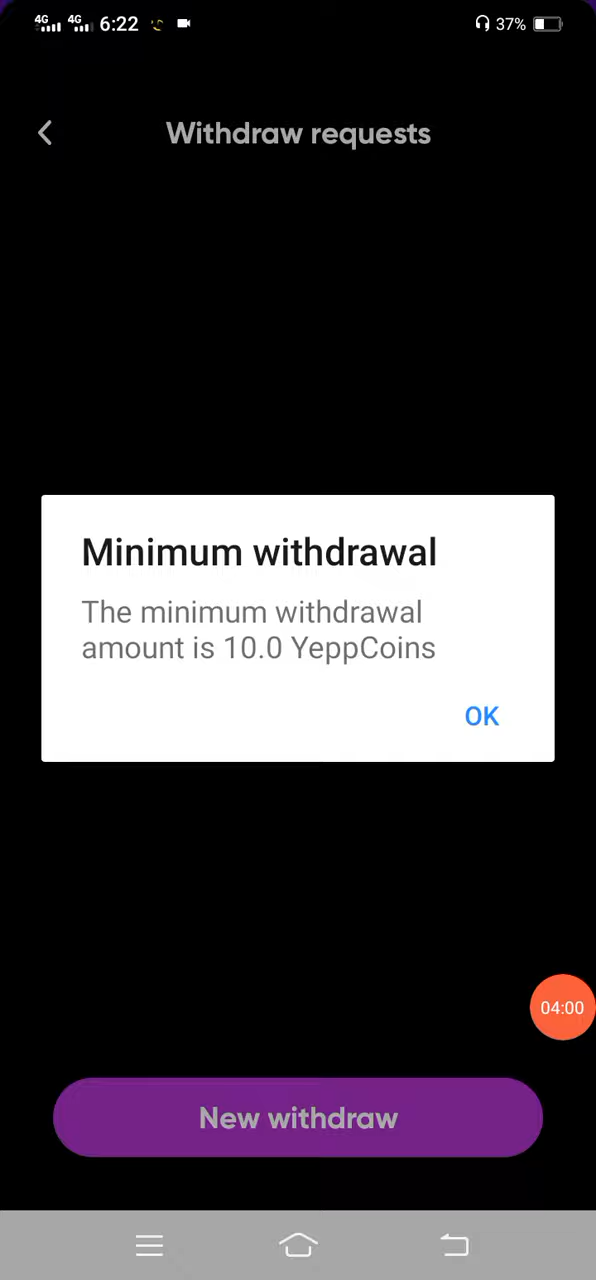 4G 4G 6:22 37%
Withdraw requests
Minimum withdrawal
The minimum withdrawal
amount is 10.0 YeppCoins
OK
04:00
New withdraw